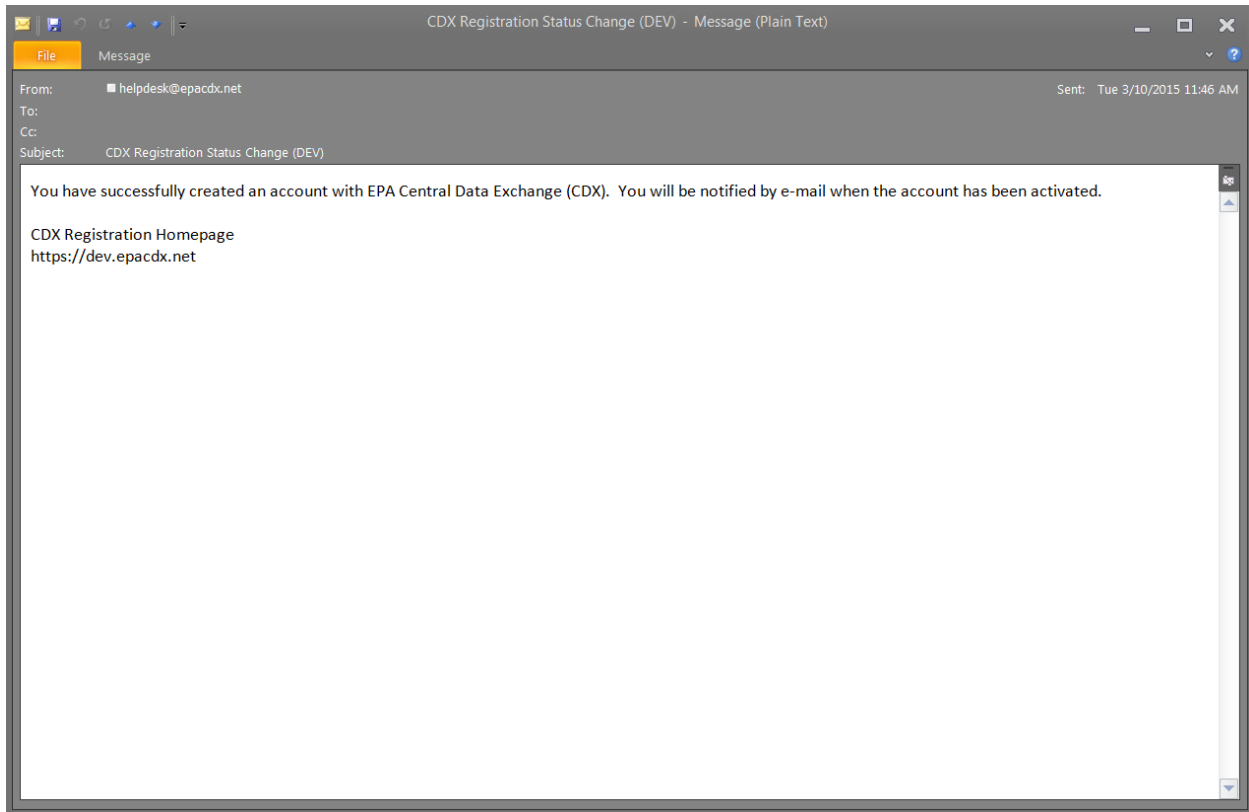 CDX Registration Status Change (DEV) - Message (Plain Text)
File Message
From: helpdesk@epacdx.net Sent: Tue 3/10/2015 11:46 AM
To:
Cc:
Subject: CDX Registration Status Change (DEV)
You have successfully created an account with EPA Central Data Exchange (CDX). You will be notified by e-mail when the account has been activated.
CDX Registration Homepage
https://dev.epacdx.net